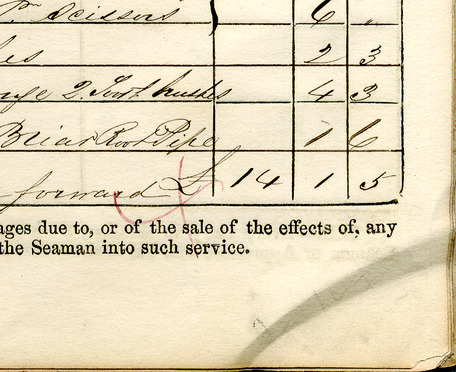 Pr Scissors } 6 "
es 2 3
2 Tooth brushes 4 3
Briar Root Pipe 1 6
forward £ 14 1 5
ages due to, or of the sale of the effects of, any
the Seaman into such service.